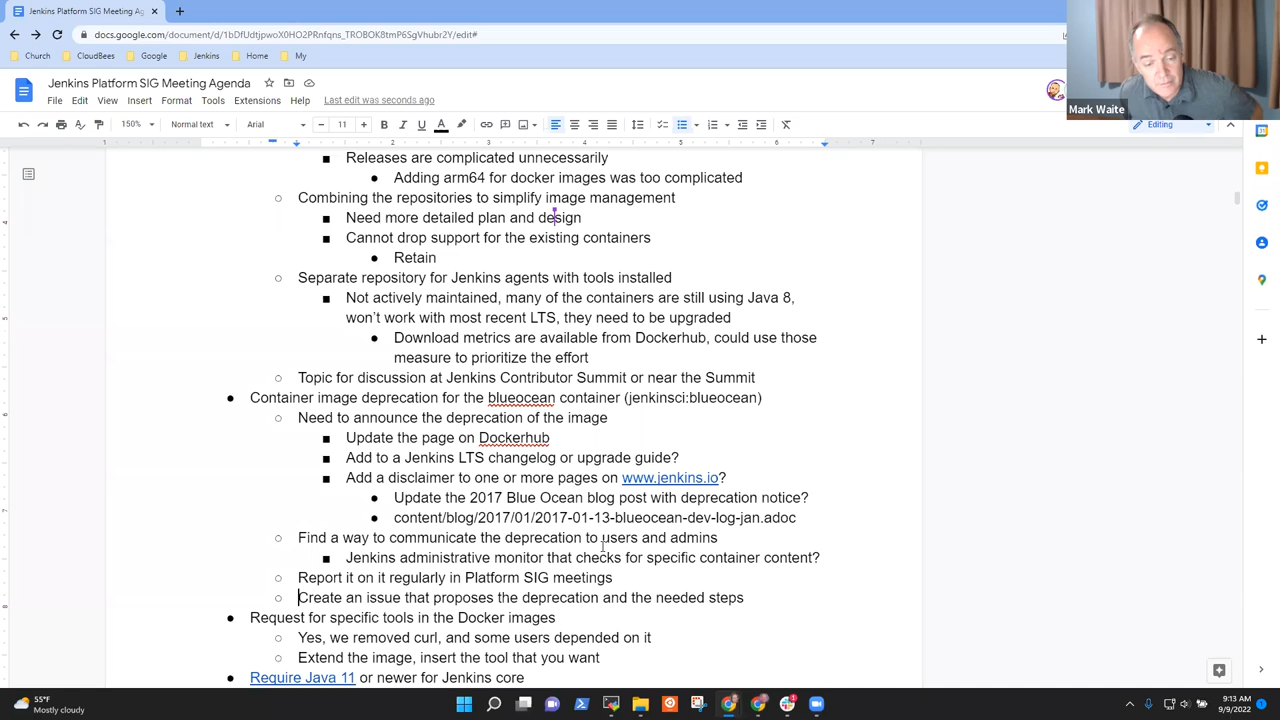 Jenkins Platform SIG Meeting Ag
docs.google.com/document/d/1bDfUdtjpwoX0HO2PRnfqns_TROBOK8tmP6SgVhubr2Y/edit#
Church CloudBees Google Jenkins Home My
Jenkins Platform SIG Meeting Agenda
File Edit View Insert Format Tools Extensions Help Last edit was seconds ago
Mark Waite
150% Normal text Arial 11 Editing
1 1 2 3 4 5 6 7
Releases are complicated unnecessarily
Adding arm64 for docker images was too complicated
Combining the repositories to simplify image management
Need more detailed plan and design
Cannot drop support for the existing containers
Retain
Separate repository for Jenkins agents with tools installed
Not actively maintained, many of the containers are still using Java 8,
won’t work with most recent LTS, they need to be upgraded
Download metrics are available from Dockerhub, could use those
measure to prioritize the effort
Topic for discussion at Jenkins Contributor Summit or near the Summit
Container image deprecation for the blueocean container (jenkinsci:blueocean)
Need to announce the deprecation of the image
Update the page on Dockerhub
Add to a Jenkins LTS changelog or upgrade guide?
Add a disclaimer to one or more pages on www.jenkins.io?
Update the 2017 Blue Ocean blog post with deprecation notice?
content/blog/2017/01/2017-01-13-blueocean-dev-log-jan.adoc
Find a way to communicate the deprecation to users and admins
Jenkins administrative monitor that checks for specific container content?
Report it on it regularly in Platform SIG meetings
Create an issue that proposes the deprecation and the needed steps
Request for specific tools in the Docker images
Yes, we removed curl, and some users depended on it
Extend the image, insert the tool that you want
Require Java 11 or newer for Jenkins core
55°F
Mostly cloudy
9:13 AM
9/9/2022